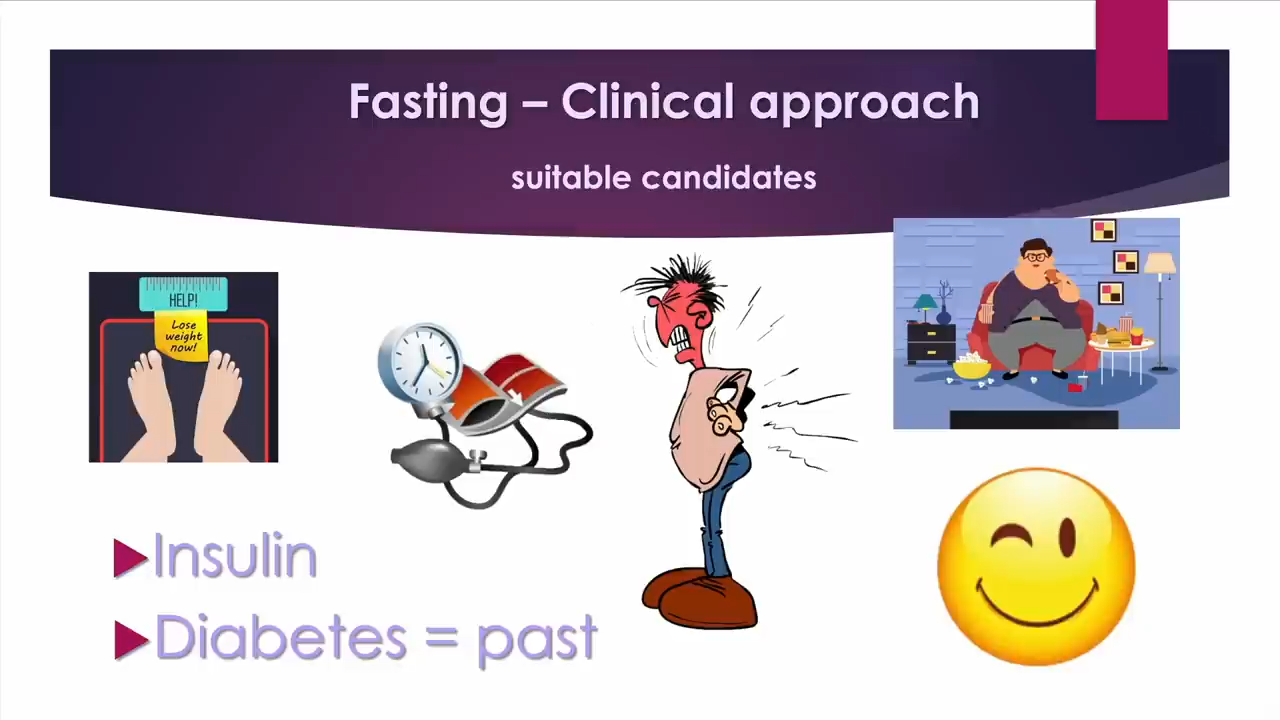 Fasting – Clinical approach
suitable candidates
HELP!
Lose
weight
now!
Insulin
Diabetes = past